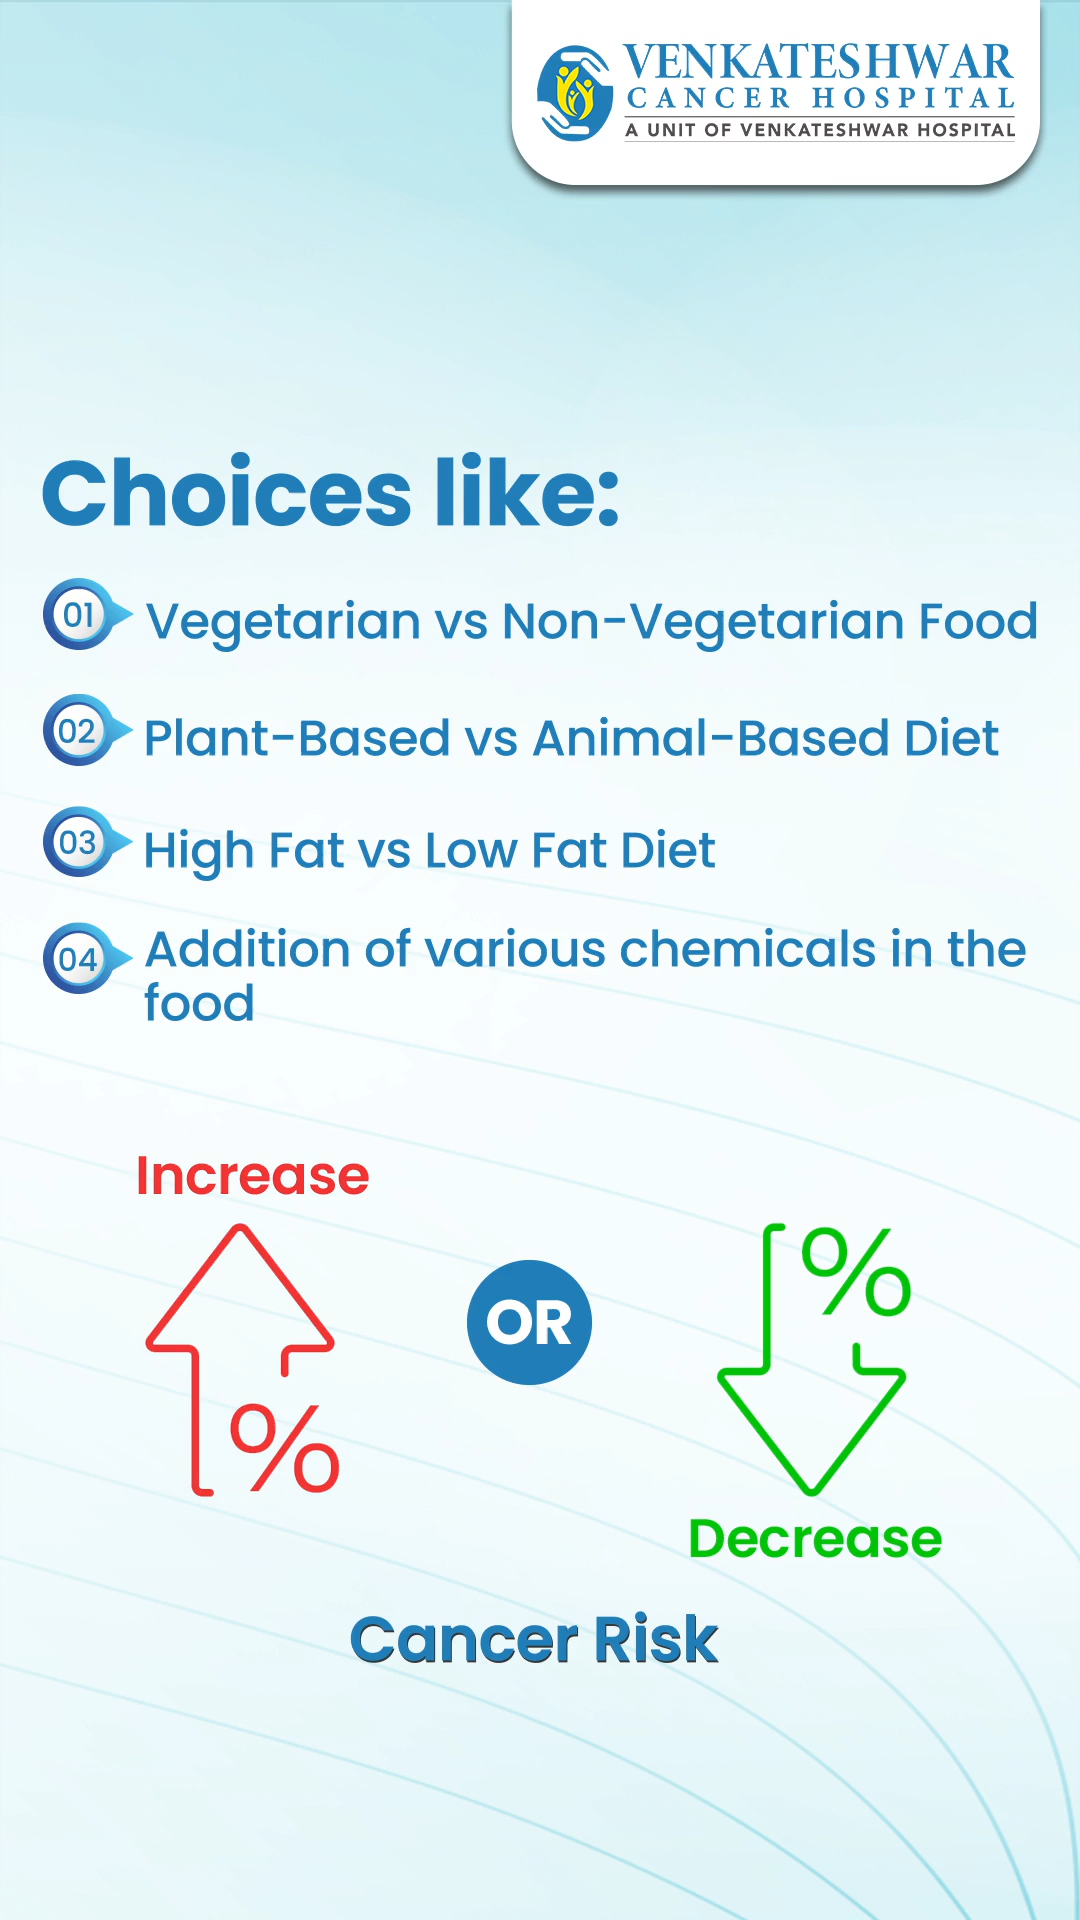 VENKATESHWAR
CANCER HOSPITAL
A UNIT OF VENKATESHWAR HOSPITAL
Choices like:
01 Vegetarian vs Non-Vegetarian Food
02 Plant-Based vs Animal-Based Diet
03 High Fat vs Low Fat Diet
04 Addition of various chemicals in the
food
Increase
%
OR
%
Decrease
Cancer Risk